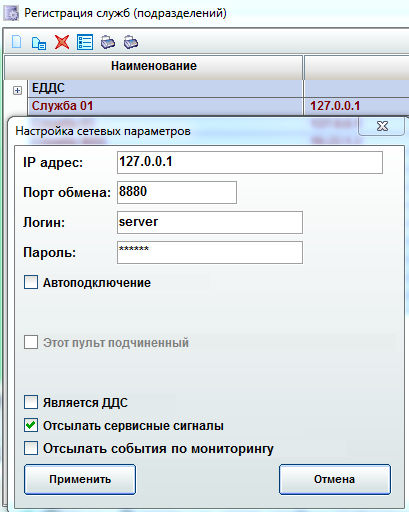 Регистрация служб (подразделений)
Наименование
ЕДДС
Служба 01 127.0.0.1
Настройка сетевых параметров
IP адрес: 127.0.0.1
Порт обмена: 8880
Логин: server
Пароль: ******
Автоподключение
Этот пульт подчиненный
Является ДДС
Отсылать сервисные сигналы
Отсылать события по мониторингу
Применить Отмена